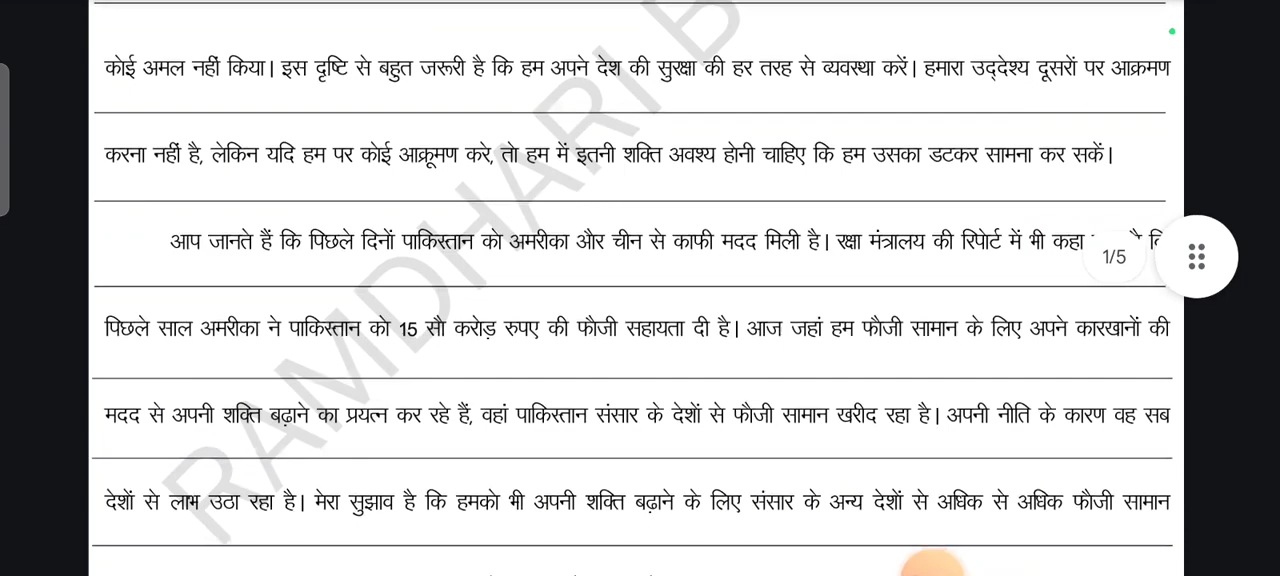 कोई अमल नहीं किया। इस दृष्टि से बहुत जरूरी है कि हम अपने देश की सुरक्षा की हर तरह से व्यवस्था करें। हमारा उद्देश्य दूसरों पर आक्रमण
करना नहीं है, लेकिन यदि हम पर कोई आक्रूमण करे, तो हम में इतनी शक्ति अवश्य होनी चाहिए कि हम उसका डटकर सामना कर सकें।
आप जानते हैं कि पिछले दिनों पाकिस्तान को अमरीका और चीन से काफी मदद मिली है। रक्षा मंत्रालय की रिपोर्ट में भी कहा
1/5
पिछले साल अमरीका ने पाकिस्तान को 15 सौ करोड़ रुपए की फौजी सहायता दी है। आज जहां हम फौजी सामान के लिए अपने कारखानों की
मदद से अपनी शक्ति बढ़ाने का प्रयत्न कर रहे हैं, वहां पाकिस्तान संसार के देशों से फौजी सामान खरीद रहा है। अपनी नीति के कारण वह सब
देशों से लाभ उठा रहा है। मेरा सुझाव है कि हमको भी अपनी शक्ति बढ़ाने के लिए संसार के अन्य देशों से अधिक से अधिक फौजी सामान
RAMDHARI